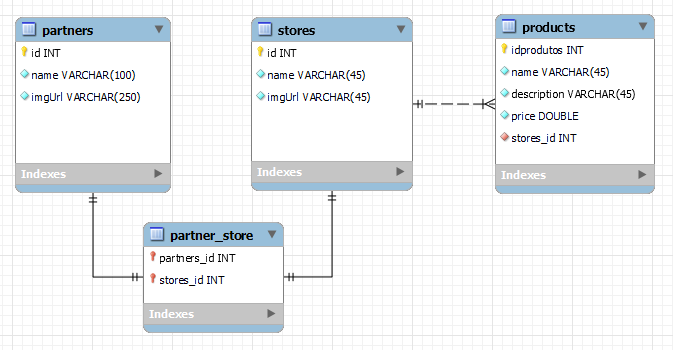 partners
id INT
name VARCHAR(100)
imgUrl VARCHAR(250)
Indexes
stores
id INT
name VARCHAR(45)
imgUrl VARCHAR(45)
Indexes
products
idprodutos INT
name VARCHAR(45)
description VARCHAR(45)
price DOUBLE
stores_id INT
Indexes
partner_store
partners_id INT
stores_id INT
Indexes